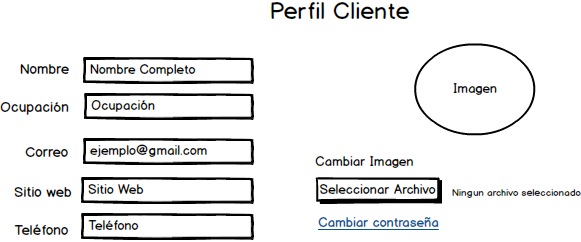 Perfil Cliente
Nombre
Nombre Completo
Ocupación
Ocupación
Correo
ejemplo@gmail.com
Sitio web
Sitio Web
Teléfono
Teléfono
Imagen
Cambiar Imagen
Seleccionar Archivo
Ningun archivo seleccionado
Cambiar contraseña